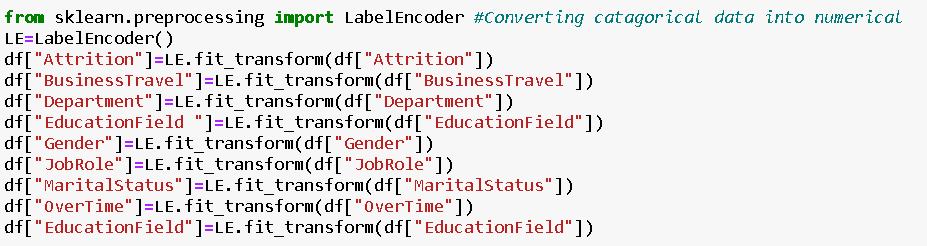 from sklearn.preprocessing import LabelEncoder #Converting catagorical data into numerical
LE=LabelEncoder()
df["Attrition"]=LE.fit_transform(df["Attrition"])
df["BusinessTravel"]=LE.fit_transform(df["BusinessTravel"])
df["Department"]=LE.fit_transform(df["Department"])
df["EducationField "]=LE.fit_transform(df["EducationField"])
df["Gender"]=LE.fit_transform(df["Gender"])
df["JobRole"]=LE.fit_transform(df["JobRole"])
df["MaritalStatus"]=LE.fit_transform(df["MaritalStatus"])
df["OverTime"]=LE.fit_transform(df["OverTime"])
df["EducationField"]=LE.fit_transform(df["EducationField"])